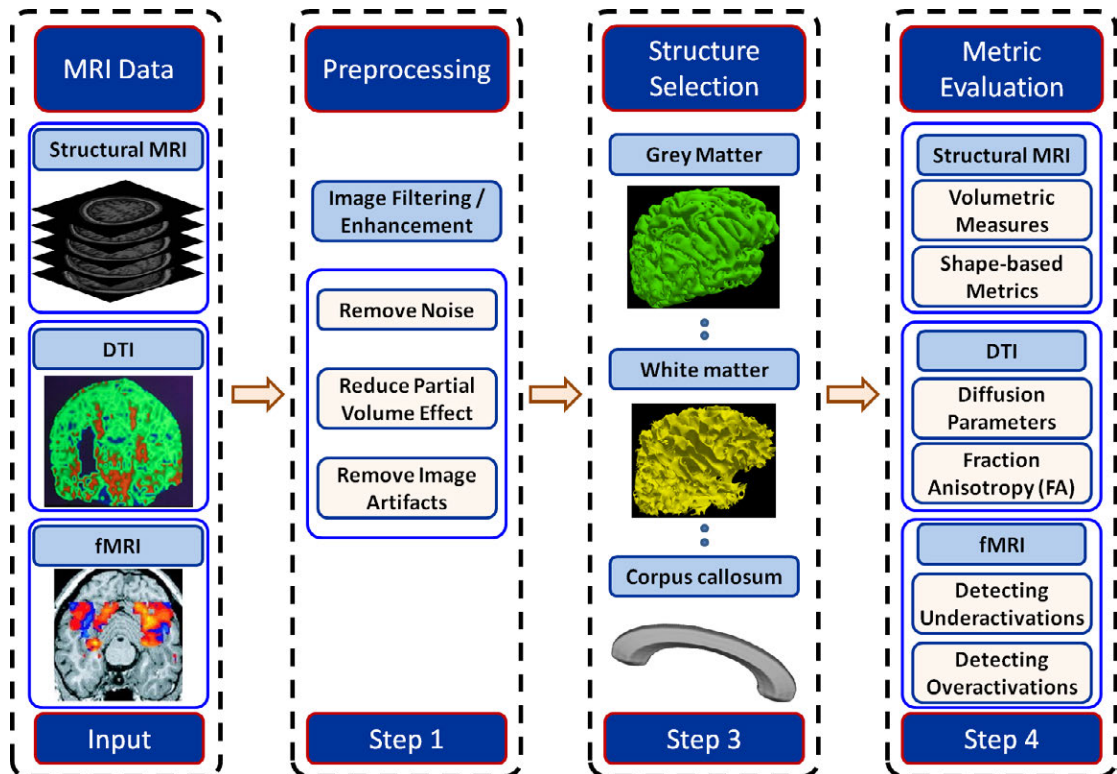 MRI Data
Structural MRI
DTI
fMRI
Input
Preprocessing
Image Filtering /
Enhancement
Remove Noise
Reduce Partial
Volume Effect
Remove Image
Artifacts
Step 1
Structure
Selection
Grey Matter
White matter
Corpus callosum
Step 3
Metric
Evaluation
Structural MRI
Volumetric
Measures
Shape-based
Metrics
DTI
Diffusion
Parameters
Fraction
Anisotropy (FA)
fMRI
Detecting
Underactivations
Detecting
Overactivations
Step 4